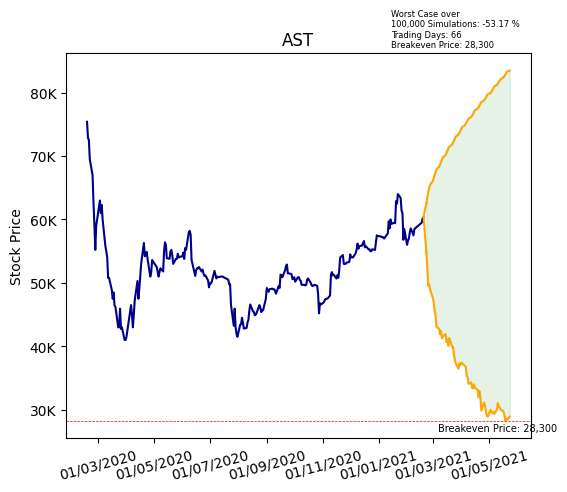 Worst Case over
100,000 Simulations: -53.17 %
Trading Days: 66
Breakeven Price: 28,300
AST
80K
70K
60K
50K
40K
30K
Stock Price
Breakeven Price: 28,300
01/03/2020
01/05/2020
01/07/2020
01/09/2020
01/11/2020
01/01/2021
01/03/2021
01/05/2021